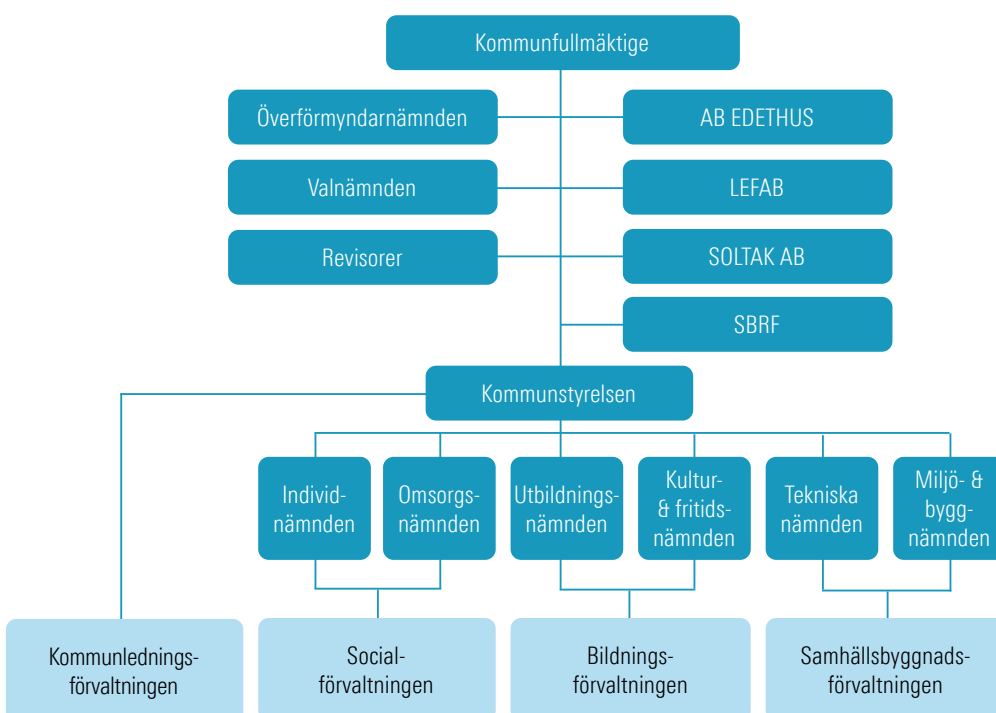 Kommunfullmäktige
Överförmyndarnämnden
AB EDETHUS
Valnämnden
LEFAB
Revisorer
SOLTAK AB
SBRF
Kommunstyrelsen
Individ-
nämnden
Omsorgs-
nämnden
Utbildnings-
nämnden
Kultur-
& fritids-
nämnden
Tekniska
nämnden
Miljö- &
bygg-
nämnden
Kommunlednings-
förvaltningen
Social-
förvaltningen
Bildnings-
förvaltningen
Samhällsbyggnads-
förvaltningen